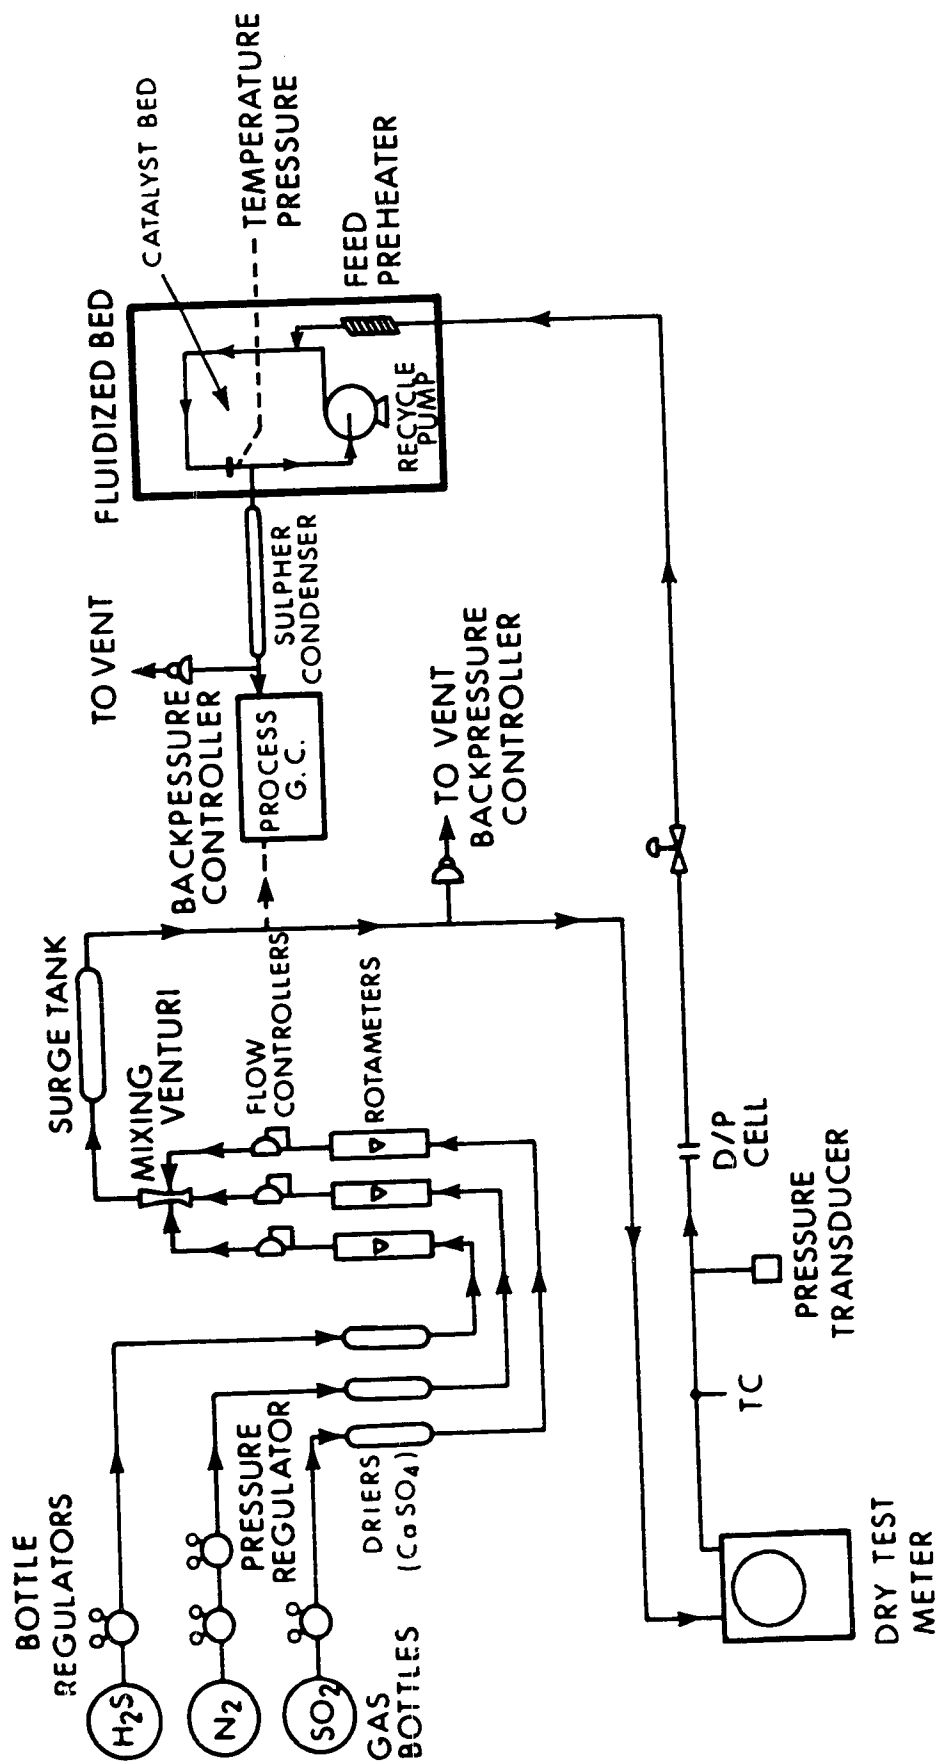 BOTTLE
REGULATORS
H2S
N2
SO2
GAS
BOTTLES
PRESSURE
REGULATOR
DRIERS
(CaSO4)
SURGE TANK
MIXING
VENTURI
FLOW
CONTROLLERS
ROTAMETERS
TO VENT
BACKPESSURE
CONTROLLER
PROCESS
G. C.
SULPHER
CONDENSER
TO VENT
BACKPRESSURE
CONTROLLER
FLUIDIZED BED
CATALYST BED
TEMPERATURE
PRESSURE
FEED
PREHEATER
RECYCLE
PUMP
DRY TEST
METER
TC
PRESSURE
TRANSDUCER
D/P
CELL